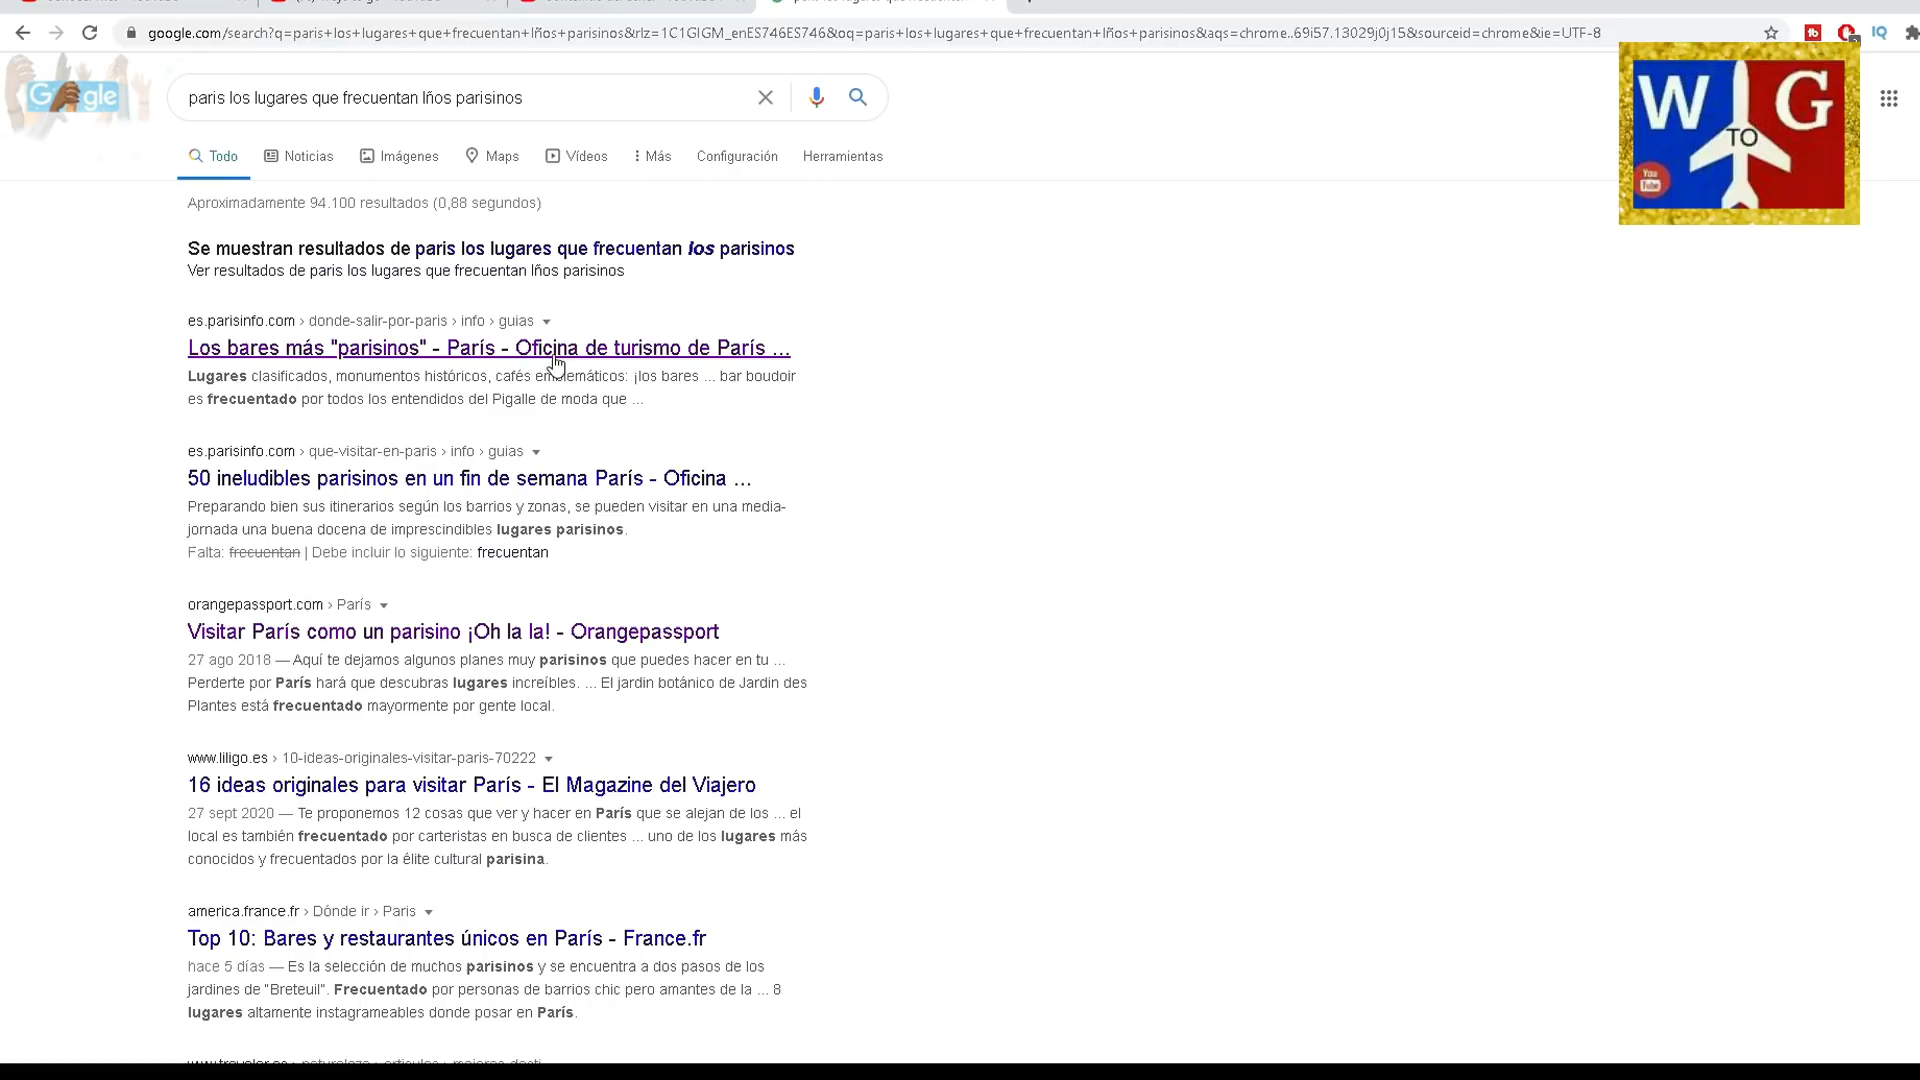 google.com/search?q=paris+los+lugares+que+frecuentan+lños+parisinos&rlz=1C1GIGM_enES746ES746&oq=paris+los+lugares+que+frecuentan+lños+parisinos&aqs=chrome..69i57.13029j0j15&sourceid=chrome&ie=UTF-8
IQ
Google
paris los lugares que frecuentan lños parisinos
W TO G
You Tube
Todo Noticias Imágenes Maps Vídeos Más Configuración Herramientas
Aproximadamente 94.100 resultados (0,88 segundos)
Se muestran resultados de paris los lugares que frecuentan los parisinos
Ver resultados de paris los lugares que frecuentan lños parisinos
es.parisinfo.com › donde-salir-por-paris › info › guias
Los bares más "parisinos" - París - Oficina de turismo de París ...
Lugares clasificados, monumentos históricos, cafés emblemáticos: ¡los bares ... bar boudoir
es frecuentado por todos los entendidos del Pigalle de moda que ...
es.parisinfo.com › que-visitar-en-paris › info › guias
50 ineludibles parisinos en un fin de semana París - Oficina ...
Preparando bien sus itinerarios según los barrios y zonas, se pueden visitar en una media-
jornada una buena docena de imprescindibles lugares parisinos.
Falta: frecuentan | Debe incluir lo siguiente: frecuentan
orangepassport.com › París
Visitar París como un parisino ¡Oh la la! - Orangepassport
27 ago 2018 — Aquí te dejamos algunos planes muy parisinos que puedes hacer en tu ...
Perderte por París hará que descubras lugares increíbles. ... El jardin botánico de Jardin des
Plantes está frecuentado mayormente por gente local.
www.liligo.es › 10-ideas-originales-visitar-paris-70222
16 ideas originales para visitar París - El Magazine del Viajero
27 sept 2020 — Te proponemos 12 cosas que ver y hacer en París que se alejan de los ... el
local es también frecuentado por carteristas en busca de clientes ... uno de los lugares más
conocidos y frecuentados por la élite cultural parisina.
america.france.fr › Dónde ir › Paris
Top 10: Bares y restaurantes únicos en París - France.fr
hace 5 días — Es la selección de muchos parisinos y se encuentra a dos pasos de los
jardines de "Breteuil". Frecuentado por personas de barrios chic pero amantes de la ... 8
lugares altamente instagrameables donde posar en París.